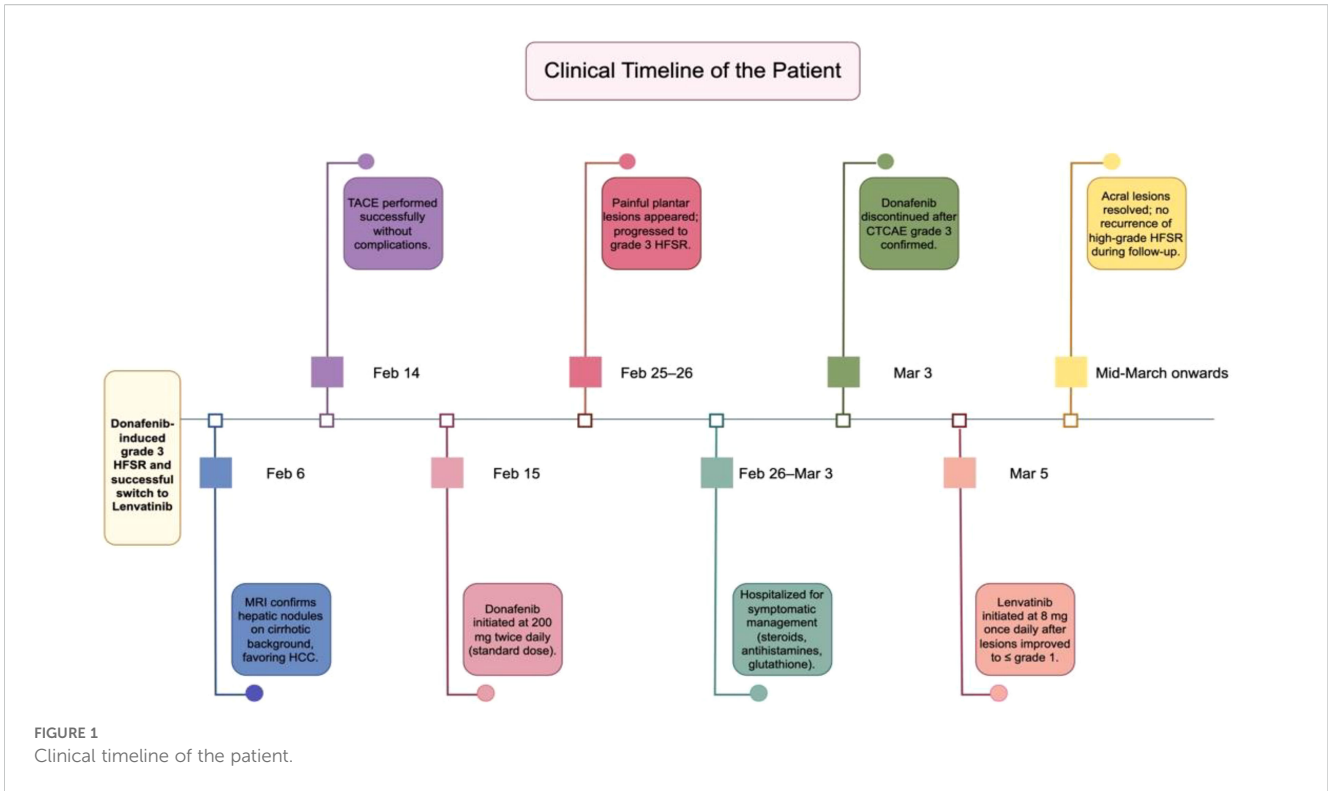 Clinical Timeline of the Patient
TACE performed
successfully
without
complications.
Painful plantar
lesions appeared;
progressed to
grade 3 HFSR.
Donafenib
discontinued after
CTCAE grade 3
confirmed.
Acral lesions
resolved; no
recurrence of
high-grade HFSR
during follow-up.
Feb 14
Feb 25–26
Mar 3
Mid-March onwards
Donafenib-
induced
grade 3
HFSR and
successful
switch to
Lenvatinib
Feb 6
Feb 15
Feb 26–Mar 3
Mar 5
MRI confirms
hepatic nodules
on cirrhotic
background,
favoring HCC.
Donafenib
initiated at 200
mg twice daily
(standard dose).
Hospitalized for
symptomatic
management
(steroids,
antihistamines,
glutathione).
Lenvatinib
initiated at 8 mg
once daily after
lesions improved
to ≤ grade 1.
FIGURE 1
Clinical timeline of the patient.